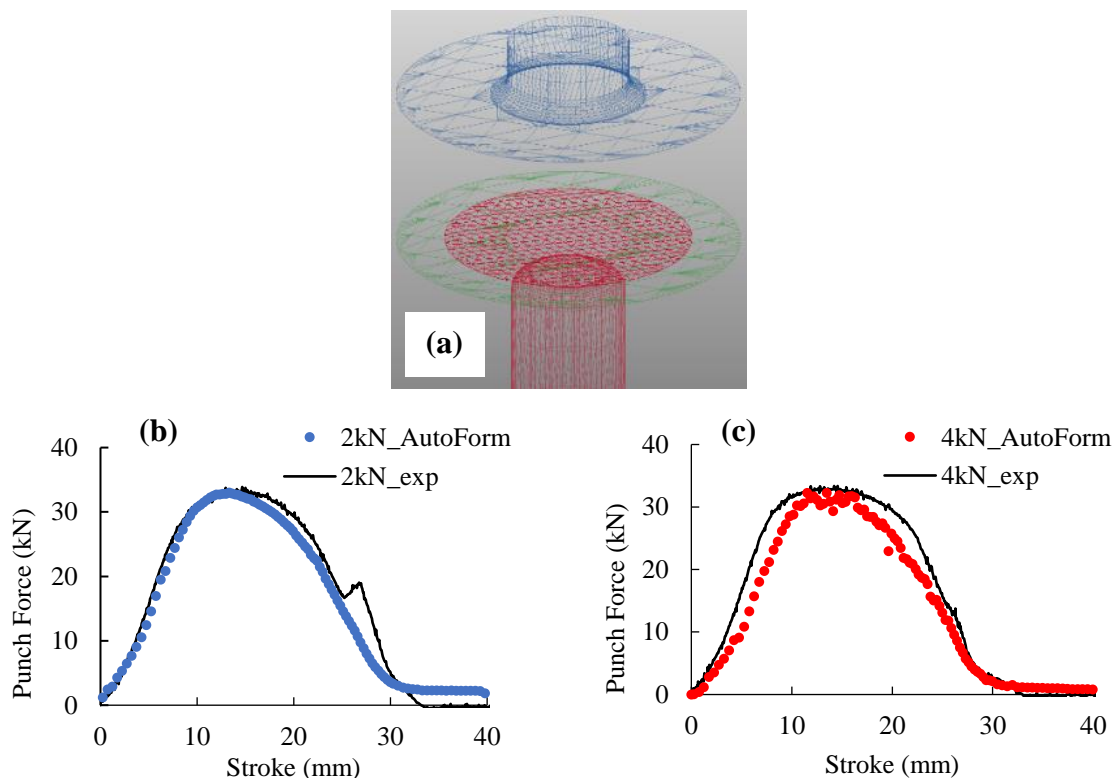 (a)
(b)
2kN_AutoForm
2kN_exp
40
30
20
10
0
Punch Force (kN)
0 10 20 30 40
Stroke (mm)
(c)
4kN_AutoForm
4kN_exp
40
30
20
10
0
Punch Force (kN)
0 10 20 30 40
Stroke (mm)